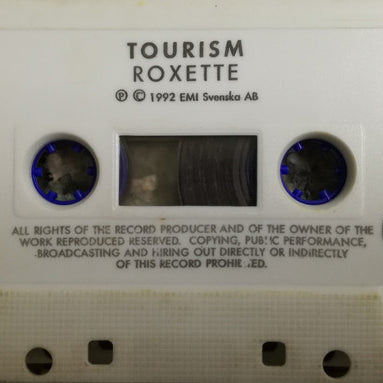 TOURISM
ROXETTE
Ⓟ © 1992 EMI Svenska AB
ALL RIGHTS OF THE RECORD PRODUCER AND OF THE OWNER OF THE
WORK REPRODUCED RESERVED. COPYING, PUBLIC PERFORMANCE,
BROADCASTING AND HIRING OUT DIRECTLY OR INDIRECTLY
OF THIS RECORD PROHIBITED.